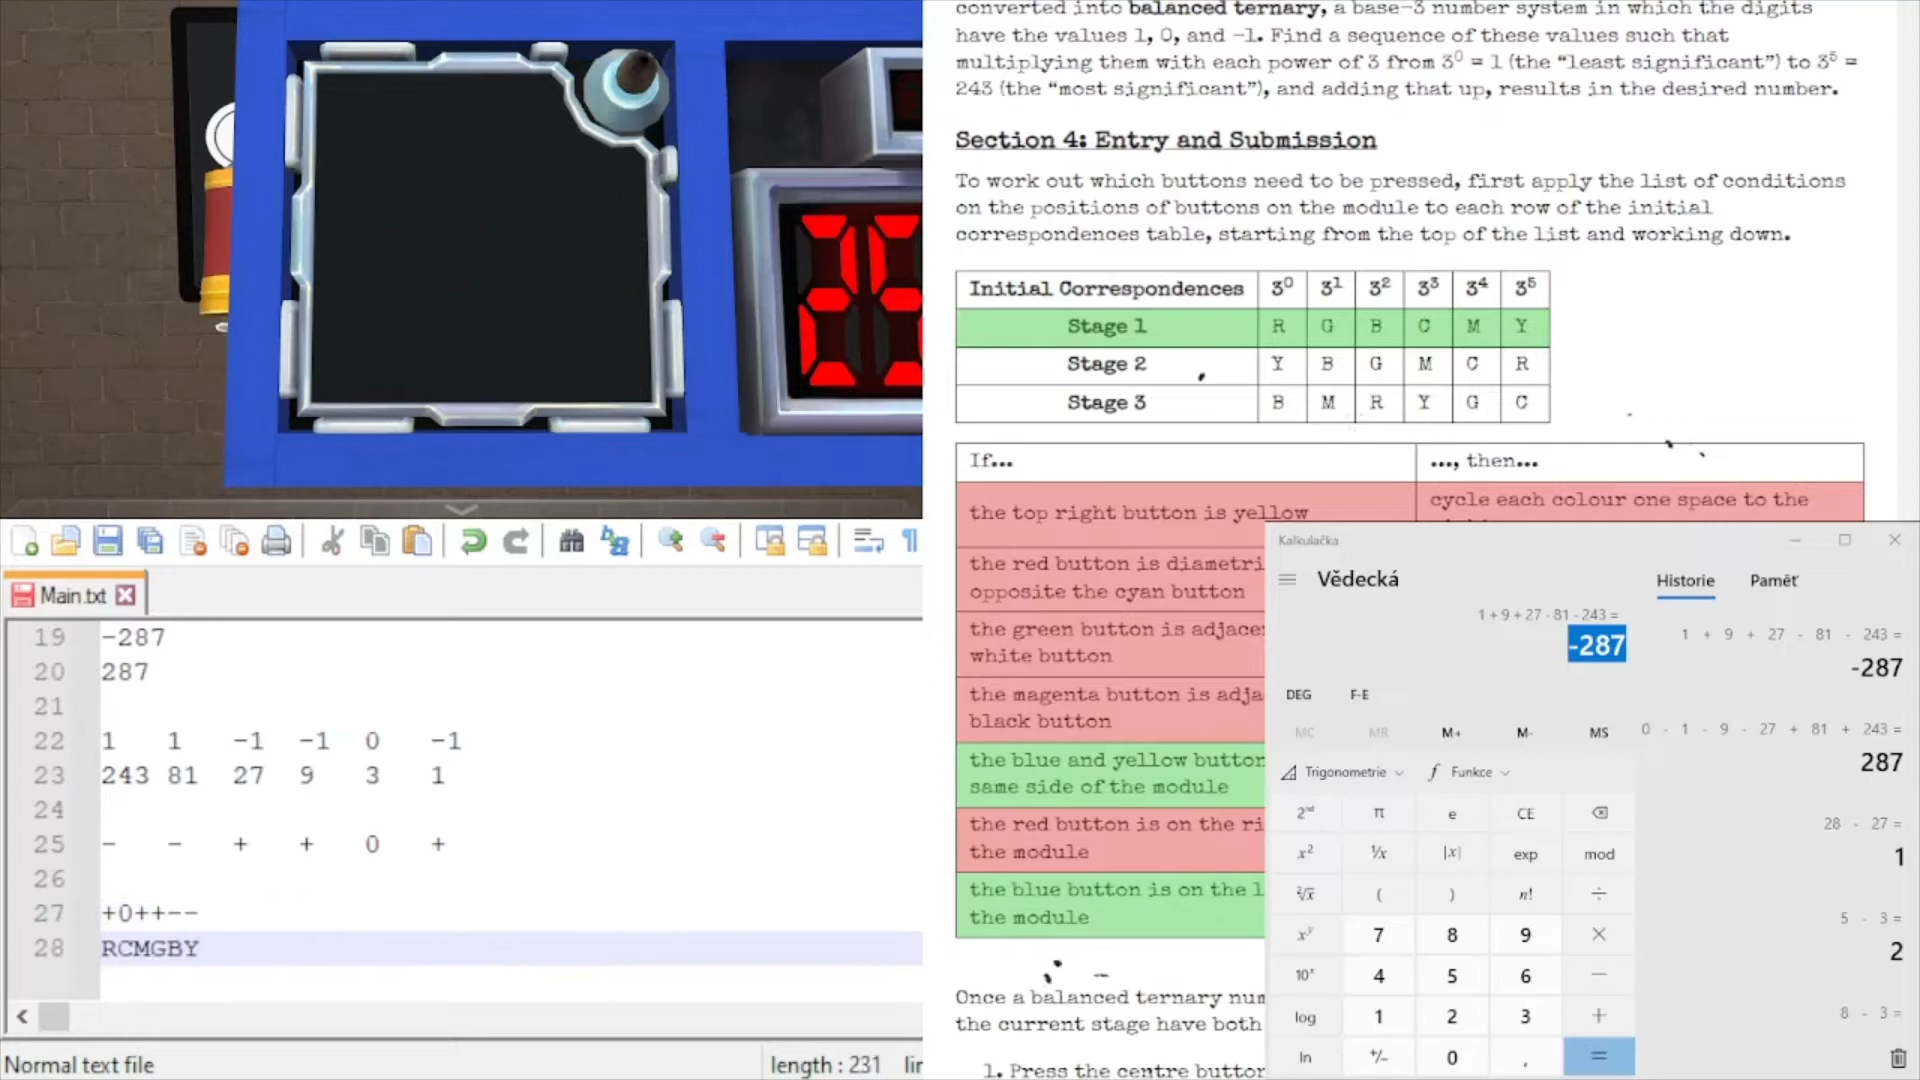 converted into balanced ternary, a base-3 number system in which the digits
have the values 1, 0, and -1. Find a sequence of these values such that
multiplying them with each power of 3 from 3⁰ = 1 (the “least significant”) to 3⁵ =
243 (the “most significant”), and adding that up, results in the desired number.
Section 4: Entry and Submission
To work out which buttons need to be pressed, first apply the list of conditions
on the positions of buttons on the module to each row of the initial
correspondences table, starting from the top of the list and working down.
Initial Correspondences 3⁰ 3¹ 3² 3³ 3⁴ 3⁵
Stage 1 R G B C M Y
Stage 2 Y B G M C R
Stage 3 B M R Y G C
If… …, then…
the top right button is yellow
cycle each colour one space to the
the red button is
opposite the cyan button
the green button is
white button
the magenta button is
black button
the blue and yellow
same side of the module
the red button is on the
the module
the blue button is on the
the module
Once a balanced ternary
the current stage have both
1. Press the centre
Main.txt
19 -287
20 287
21
22 1 1 -1 -1 0 -1
23 243 81 27 9 3 1
24
25 - - + + 0 +
26
27 +0++--
28 RCMGBY
Normal text file
length : 231
Kalkulačka
Vědecká
Historie Paměť
1 + 9 + 27 - 81 - 243 =
-287
1 + 9 + 27 - 81 - 243 =
-287
0 - 1 - 9 - 27 + 81 + 243 =
287
28 - 27 =
1
5 - 3 =
2
8 - 3 =
DEG F-E
MC MR M+ M- MS
Trigonometrie Funkce
2ⁿᵈ π e CE
x² ¹/x |x| exp mod
²√x ( ) n! ÷
xʸ 7 8 9 ×
10ˣ 4 5 6 −
log 1 2 3 +
ln +/- 0 , =